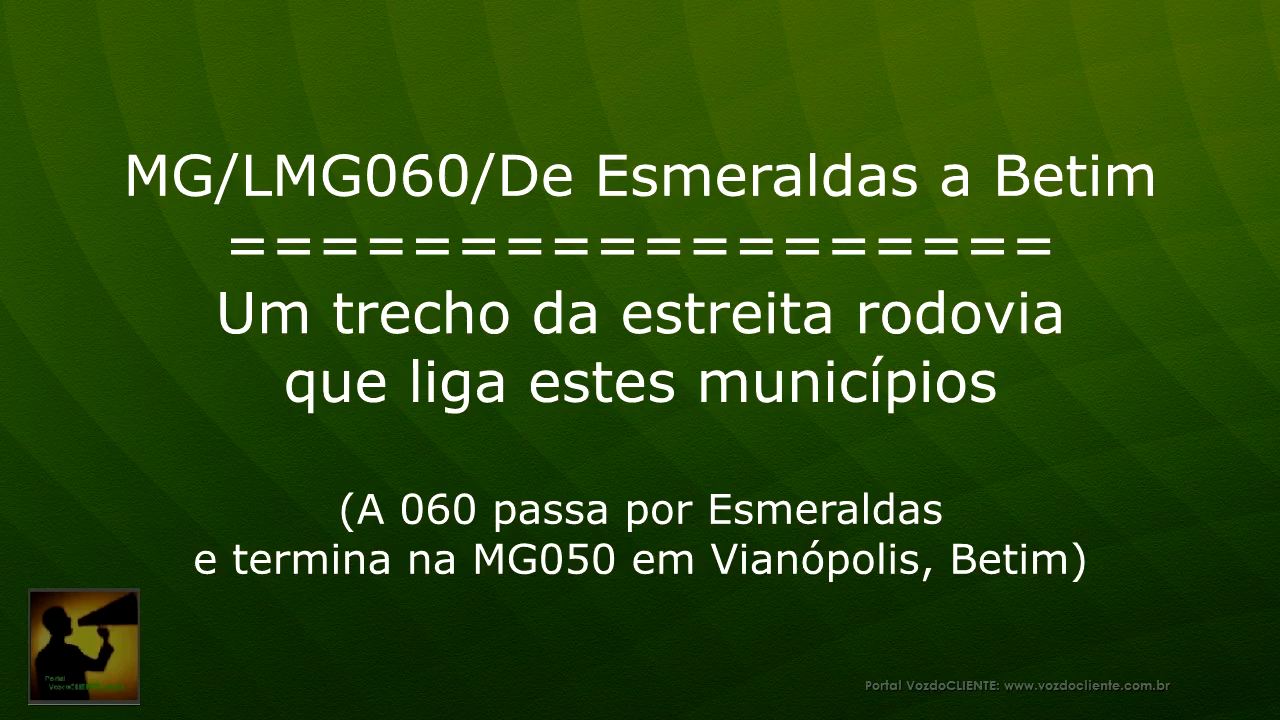 MG/LMG060/De Esmeraldas a Betim
==================
Um trecho da estreita rodovia
que liga estes municípios
(A 060 passa por Esmeraldas
e termina na MG050 em Vianópolis, Betim)
Portal
Portal VozdoCLIENTE: www.vozdocliente.com.br